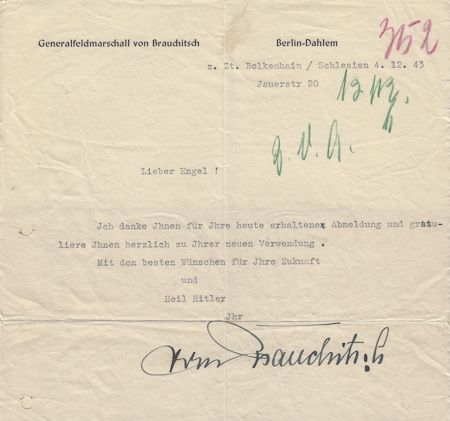 Generalfeldmarschall von Brauchitsch
Berlin-Dahlem
352
z. Zt. Bolkenhain / Schlesien 4. 12. 43
Jauerstr 20
z. V. A.
Lieber Engel !
Ich danke Jhnen für Jhre heute erhaltenen Abmeldung und gratu-
liere Jhnen herzlich zu Jhrer neuen Verwendung .
Mit den besten Wünschen für Jhre Zukunft
und
Heil Hitler
Jhr
von Brauchitsch